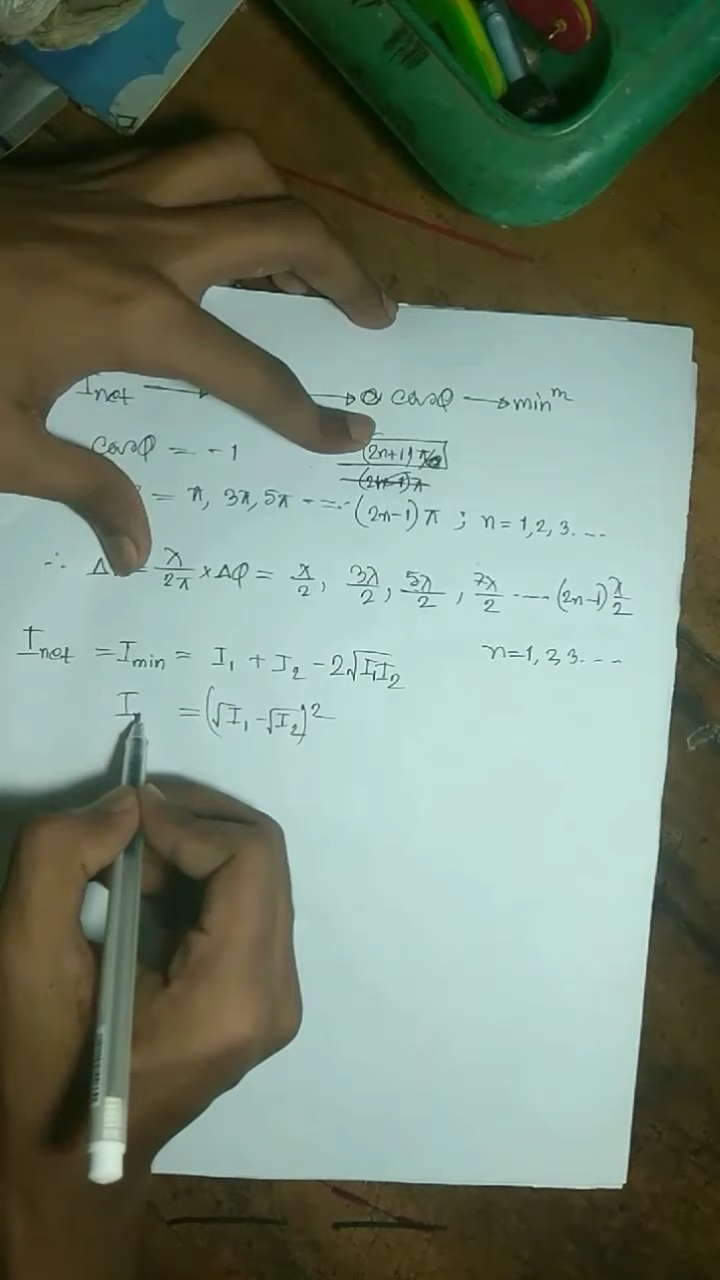 Inet → → cosφ → minᵐ
cosφ = -1 (2n+1)π
= π, 3π, 5π --- (2n-1)π ; n = 1,2,3....
∴ Δ = λ/2π × Δφ = λ/2, 3λ/2, 5λ/2, 7λ/2 ---- (2n-1)λ/2
Inet = Imin = I₁ + I₂ - 2√I₁I₂ n=1,2,3....
I = (√I₁ - √I₂)²